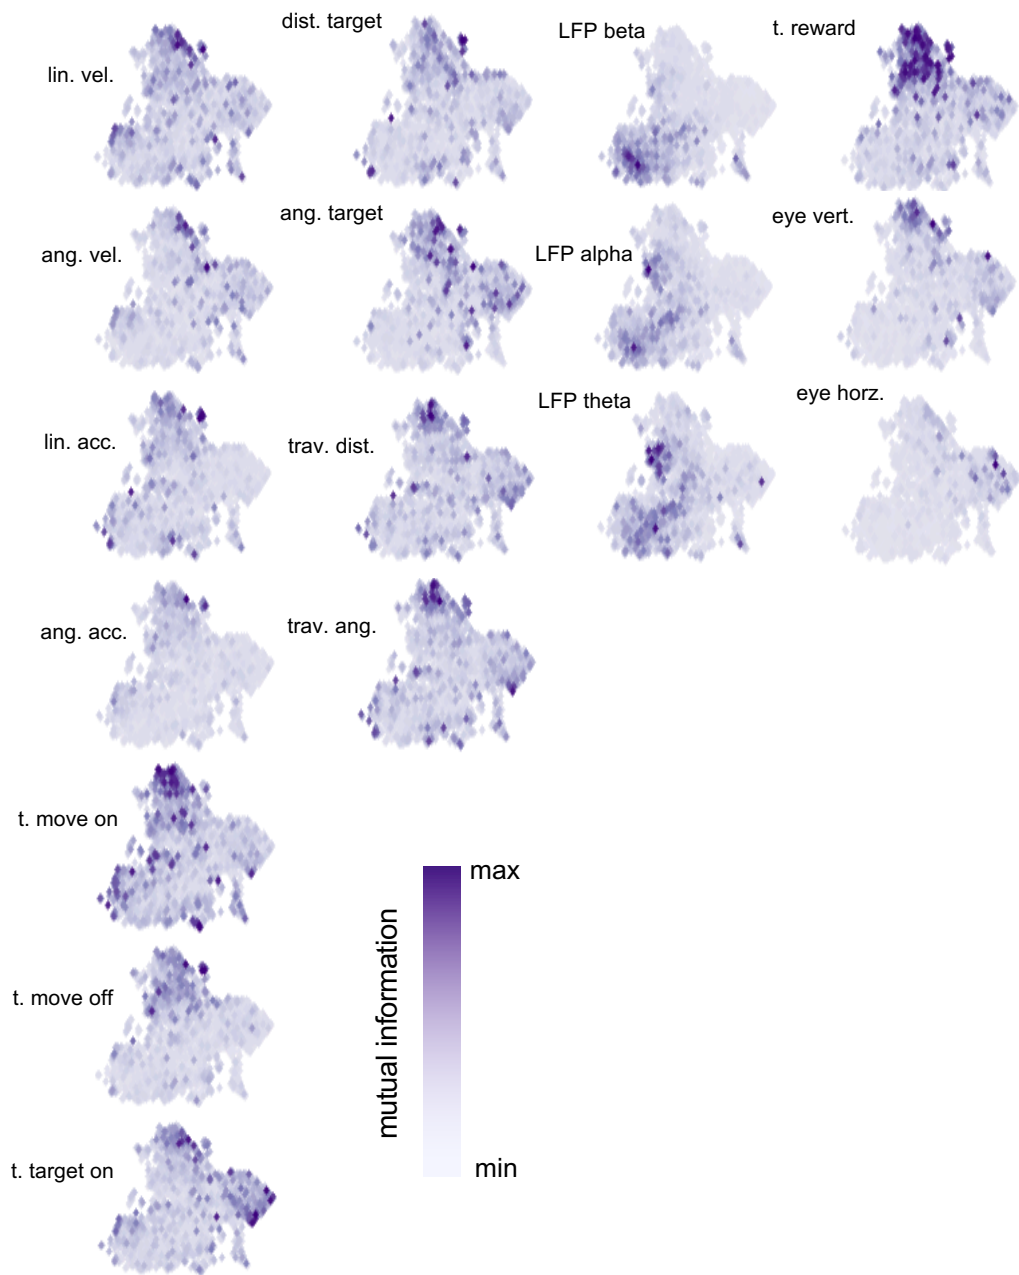 dist. target
LFP beta
t. reward
lin. vel.
ang. target
eye vert.
ang. vel.
LFP alpha
eye horz.
LFP theta
lin. acc.
trav. dist.
ang. acc.
trav. ang.
t. move on
max
mutual information
t. move off
min
t. target on